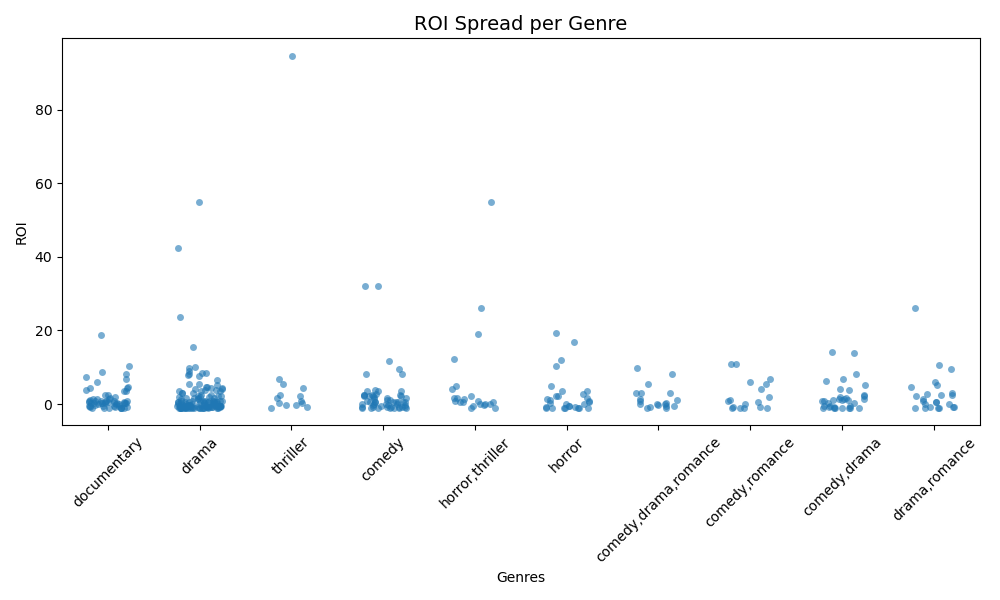 ROI Spread per Genre
80
60
40
20
0
ROI
documentary
drama
thriller
comedy
horror,thriller
horror
comedy,drama,romance
comedy,romance
comedy,drama
drama,romance
Genres